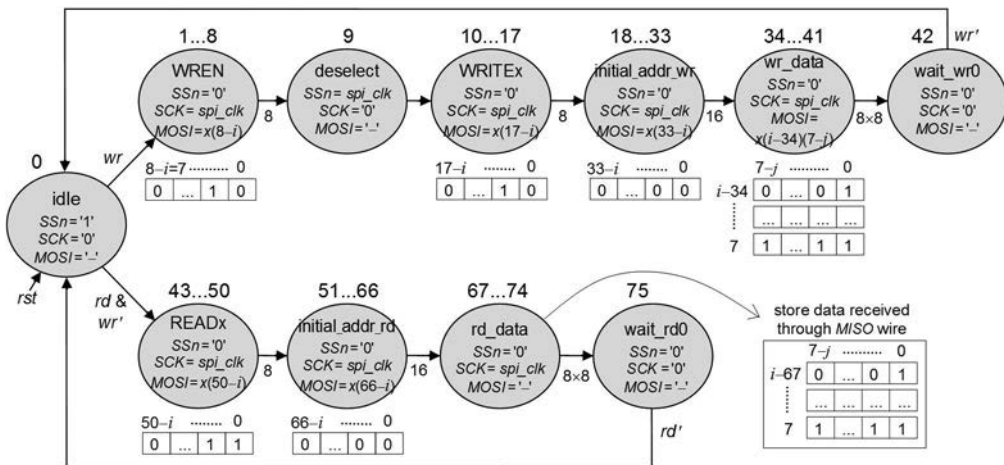 1...8
WREN
SSn='0'
SCK= spi_clk
MOSI=x(8–i)
8
8–i=7 .......... 0
0 ... 1 0
9
deselect
SSn= spi_clk
SCK='0'
MOSI='–'
10...17
WRITEx
SSn='0'
SCK= spi_clk
MOSI=x(17–i)
8
17–i ........ 0
0 ... 1 0
18...33
initial_addr_wr
SSn='0'
SCK= spi_clk
MOSI=x(33–i)
16
33–i ........ 0
0 ... 0 0
34...41
wr_data
SSn='0'
SCK= spi_clk
MOSI=
x(i–34)(7–j)
8×8
7–j .......... 0
i–34 0 ... 0 1
... ... ... ...
7 1 ... 1 1
42
wait_wr0
SSn='0'
SCK='0'
MOSI='–'
wr'
0
idle
SSn='1'
SCK='0'
MOSI='–'
wr
rst
rd &
wr'
43...50
READx
SSn='0'
SCK= spi_clk
MOSI=x(50–i)
8
50–i ........ 0
0 ... 1 1
51...66
initial_addr_rd
SSn='0'
SCK= spi_clk
MOSI=x(66–i)
16
66–i ........ 0
0 ... 0 0
67...74
rd_data
SSn='0'
SCK= spi_clk
MOSI='–'
8×8
75
wait_rd0
SSn='0'
SCK='0'
MOSI='–'
rd'
store data received
through MISO wire
7–j .......... 0
i–67 0 ... 0 1
... ... ... ...
7 1 ... 1 1